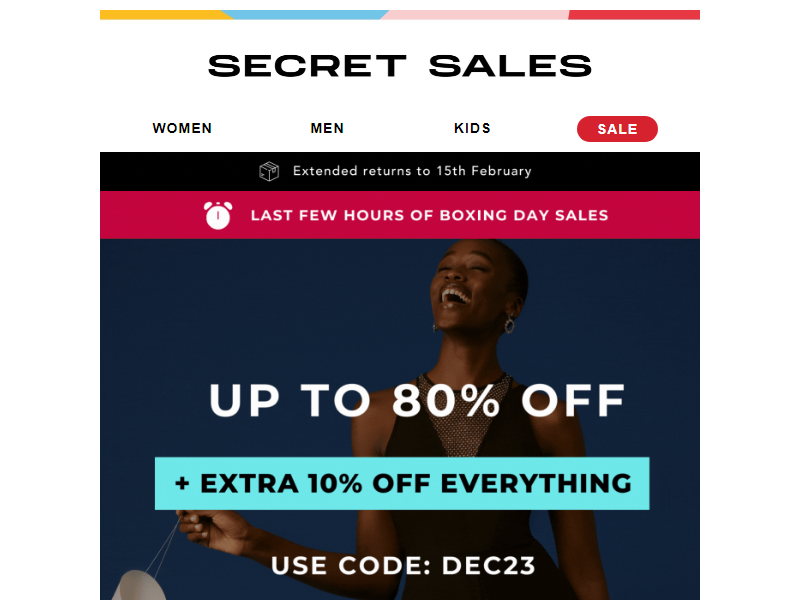 SECRET SALES
WOMEN MEN KIDS SALE
Extended returns to 15th February
LAST FEW HOURS OF BOXING DAY SALES
UP TO 80% OFF
+ EXTRA 10% OFF EVERYTHING
USE CODE: DEC23